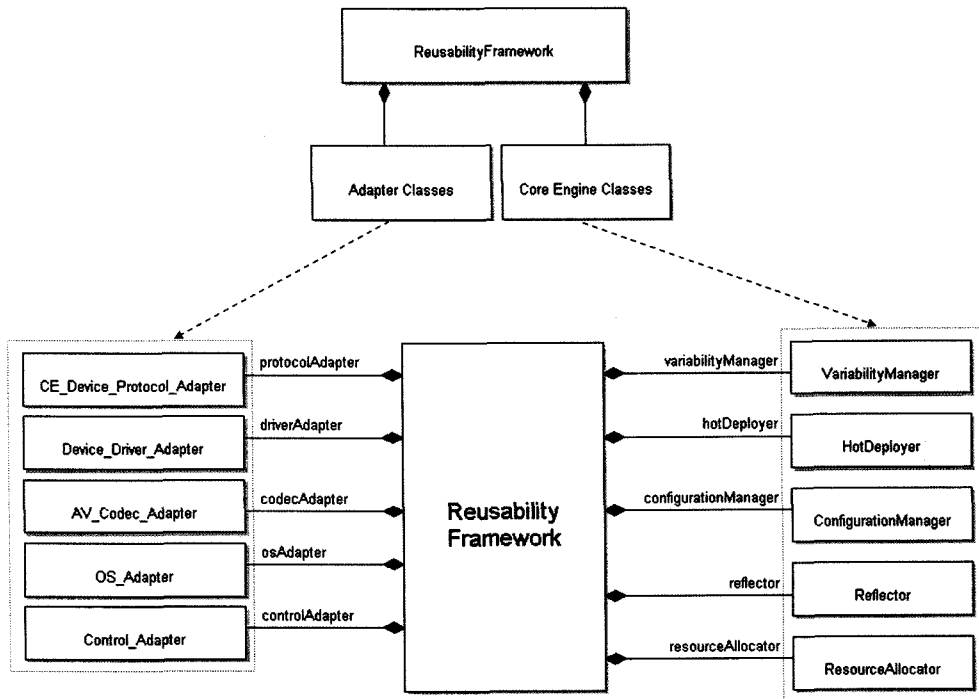 ReusabilityFramework
Adapter Classes
Core Engine Classes
CE_Device_Protocol_Adapter
protocolAdapter
Device_Driver_Adapter
driverAdapter
AV_Codec_Adapter
codecAdapter
OS_Adapter
osAdapter
Control_Adapter
controlAdapter
Reusability
Framework
variabilityManager
VariabilityManager
hotDeployer
HotDeployer
configurationManager
ConfigurationManager
reflector
Reflector
resourceAllocator
ResourceAllocator